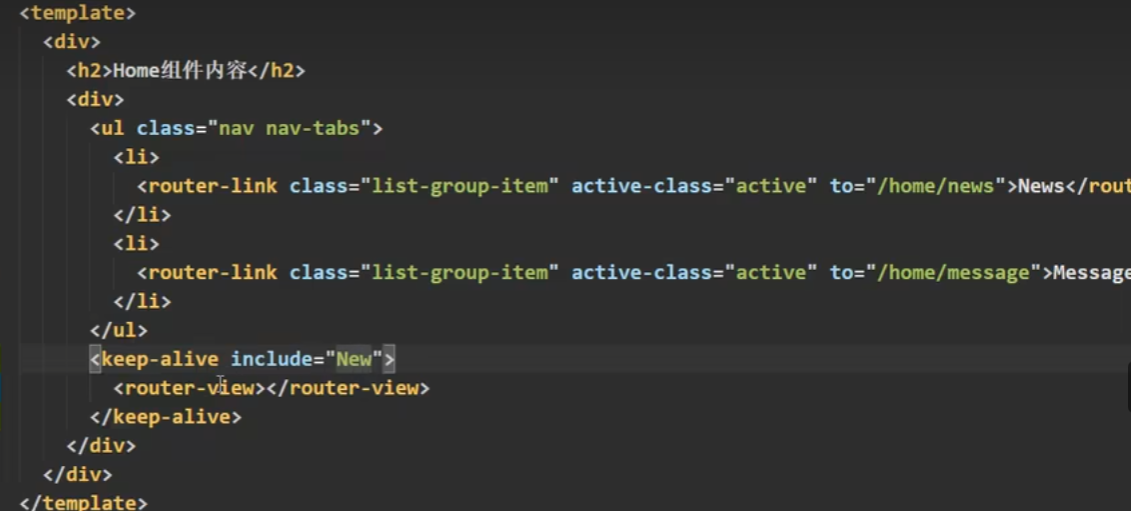 <template>
<div>
<h2>Home组件内容</h2>
<div>
<ul class="nav nav-tabs">
<li>
<router-link class="list-group-item" active-class="active" to="/home/news">News</rout
</li>
<li>
<router-link class="list-group-item" active-class="active" to="/home/message">Message
</li>
</ul>
<keep-alive include="New">
<router-view></router-view>
</keep-alive>
</div>
</div>
</template>